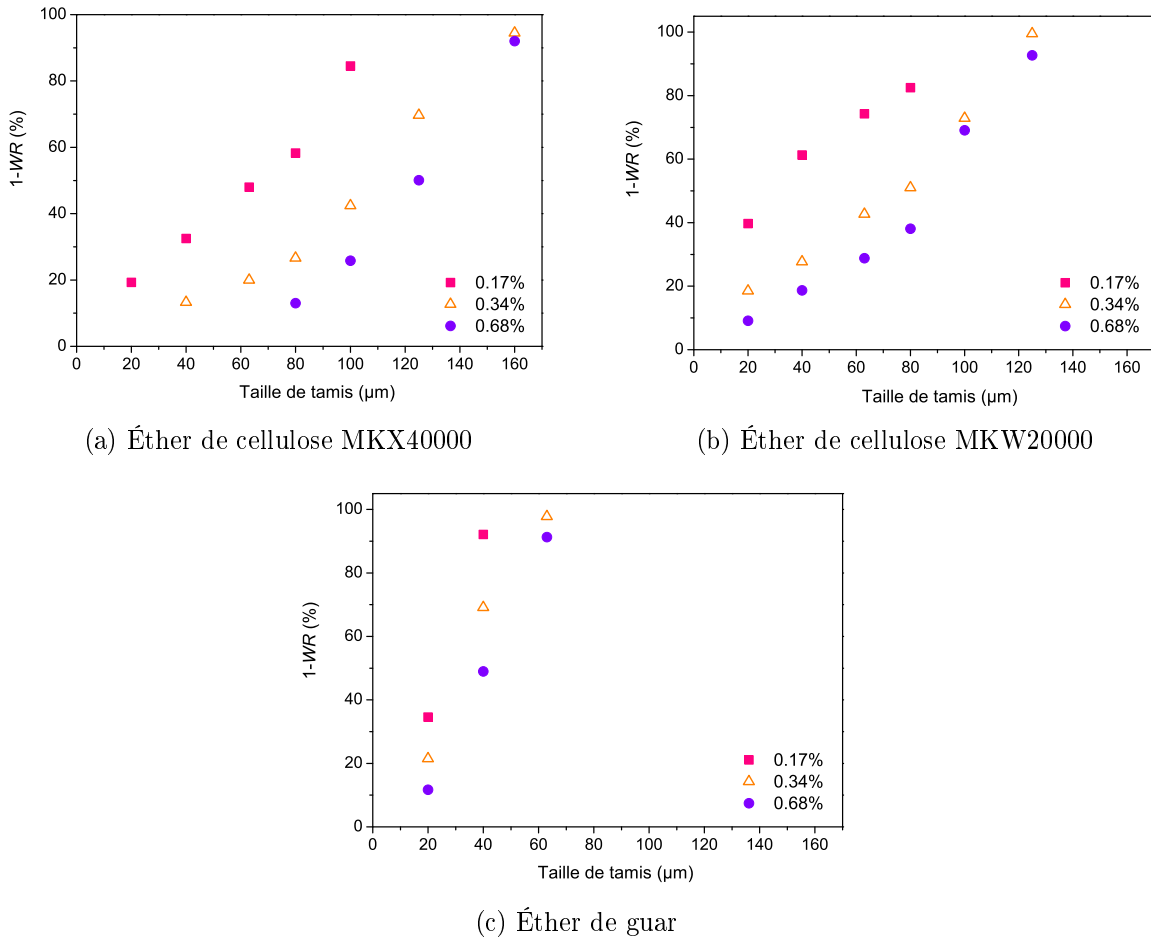 100
80
60
40
20
0
1-WR (%)
0.17%
0.34%
0.68%
0 20 40 60 80 100 120 140 160
Taille de tamis (µm)
(a) Éther de cellulose MKX40000
100
80
60
40
20
0
1-WR (%)
0.17%
0.34%
0.68%
0 20 40 60 80 100 120 140 160
Taille de tamis (µm)
(b) Éther de cellulose MKW20000
100
80
60
40
20
0
1-WR (%)
0.17%
0.34%
0.68%
0 20 40 60 80 100 120 140 160
Taille de tamis (µm)
(c) Éther de guar